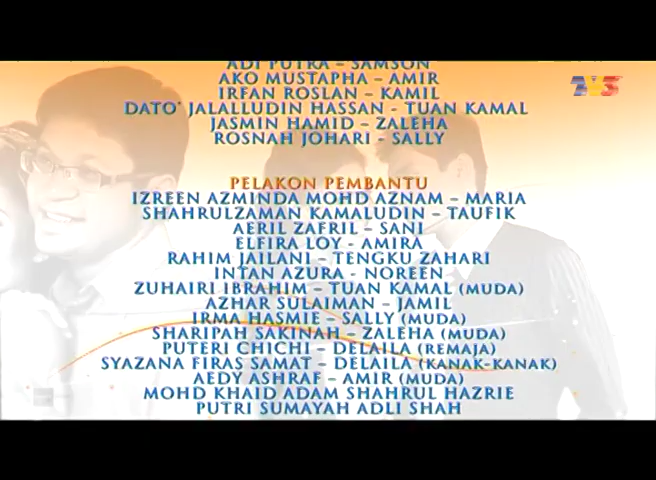 ADI PUTRA – SAMSON
AKO MUSTAPHA – AMIR
IRFAN ROSLAN – KAMIL
DATO' JALALLUDIN HASSAN - TUAN KAMAL
JASMIN HAMID – ZALEHA
ROSNAH JOHARI - SALLY
PELAKON PEMBANTU
IZREEN AZMINDA MOHD AZNAM – MARIA
SHAHRULZAMAN KAMALUDIN – TAUFIK
AERIL ZAFRIL – SANI
ELFIRA LOY - AMIRA
RAHIM JAILANI – TENGKU ZAHARI
INTAN AZURA - NOREEN
ZUHAIRI IBRAHIM – TUAN KAMAL (MUDA)
AZHAR SULAIMAN – JAMIL
IRMA HASMIE – SALLY (MUDA)
SHARIPAH SAKINAH – ZALEHA (MUDA)
PUTERI CHICHI – DELAILA (REMAJA)
SYAZANA FIRAS SAMAT – DELAILA (KANAK-KANAK)
AEDY ASHRAF – AMIR (MUDA)
MOHD KHAID ADAM SHAHRUL HAZRIE
PUTRI SUMAYAH ADLI SHAH